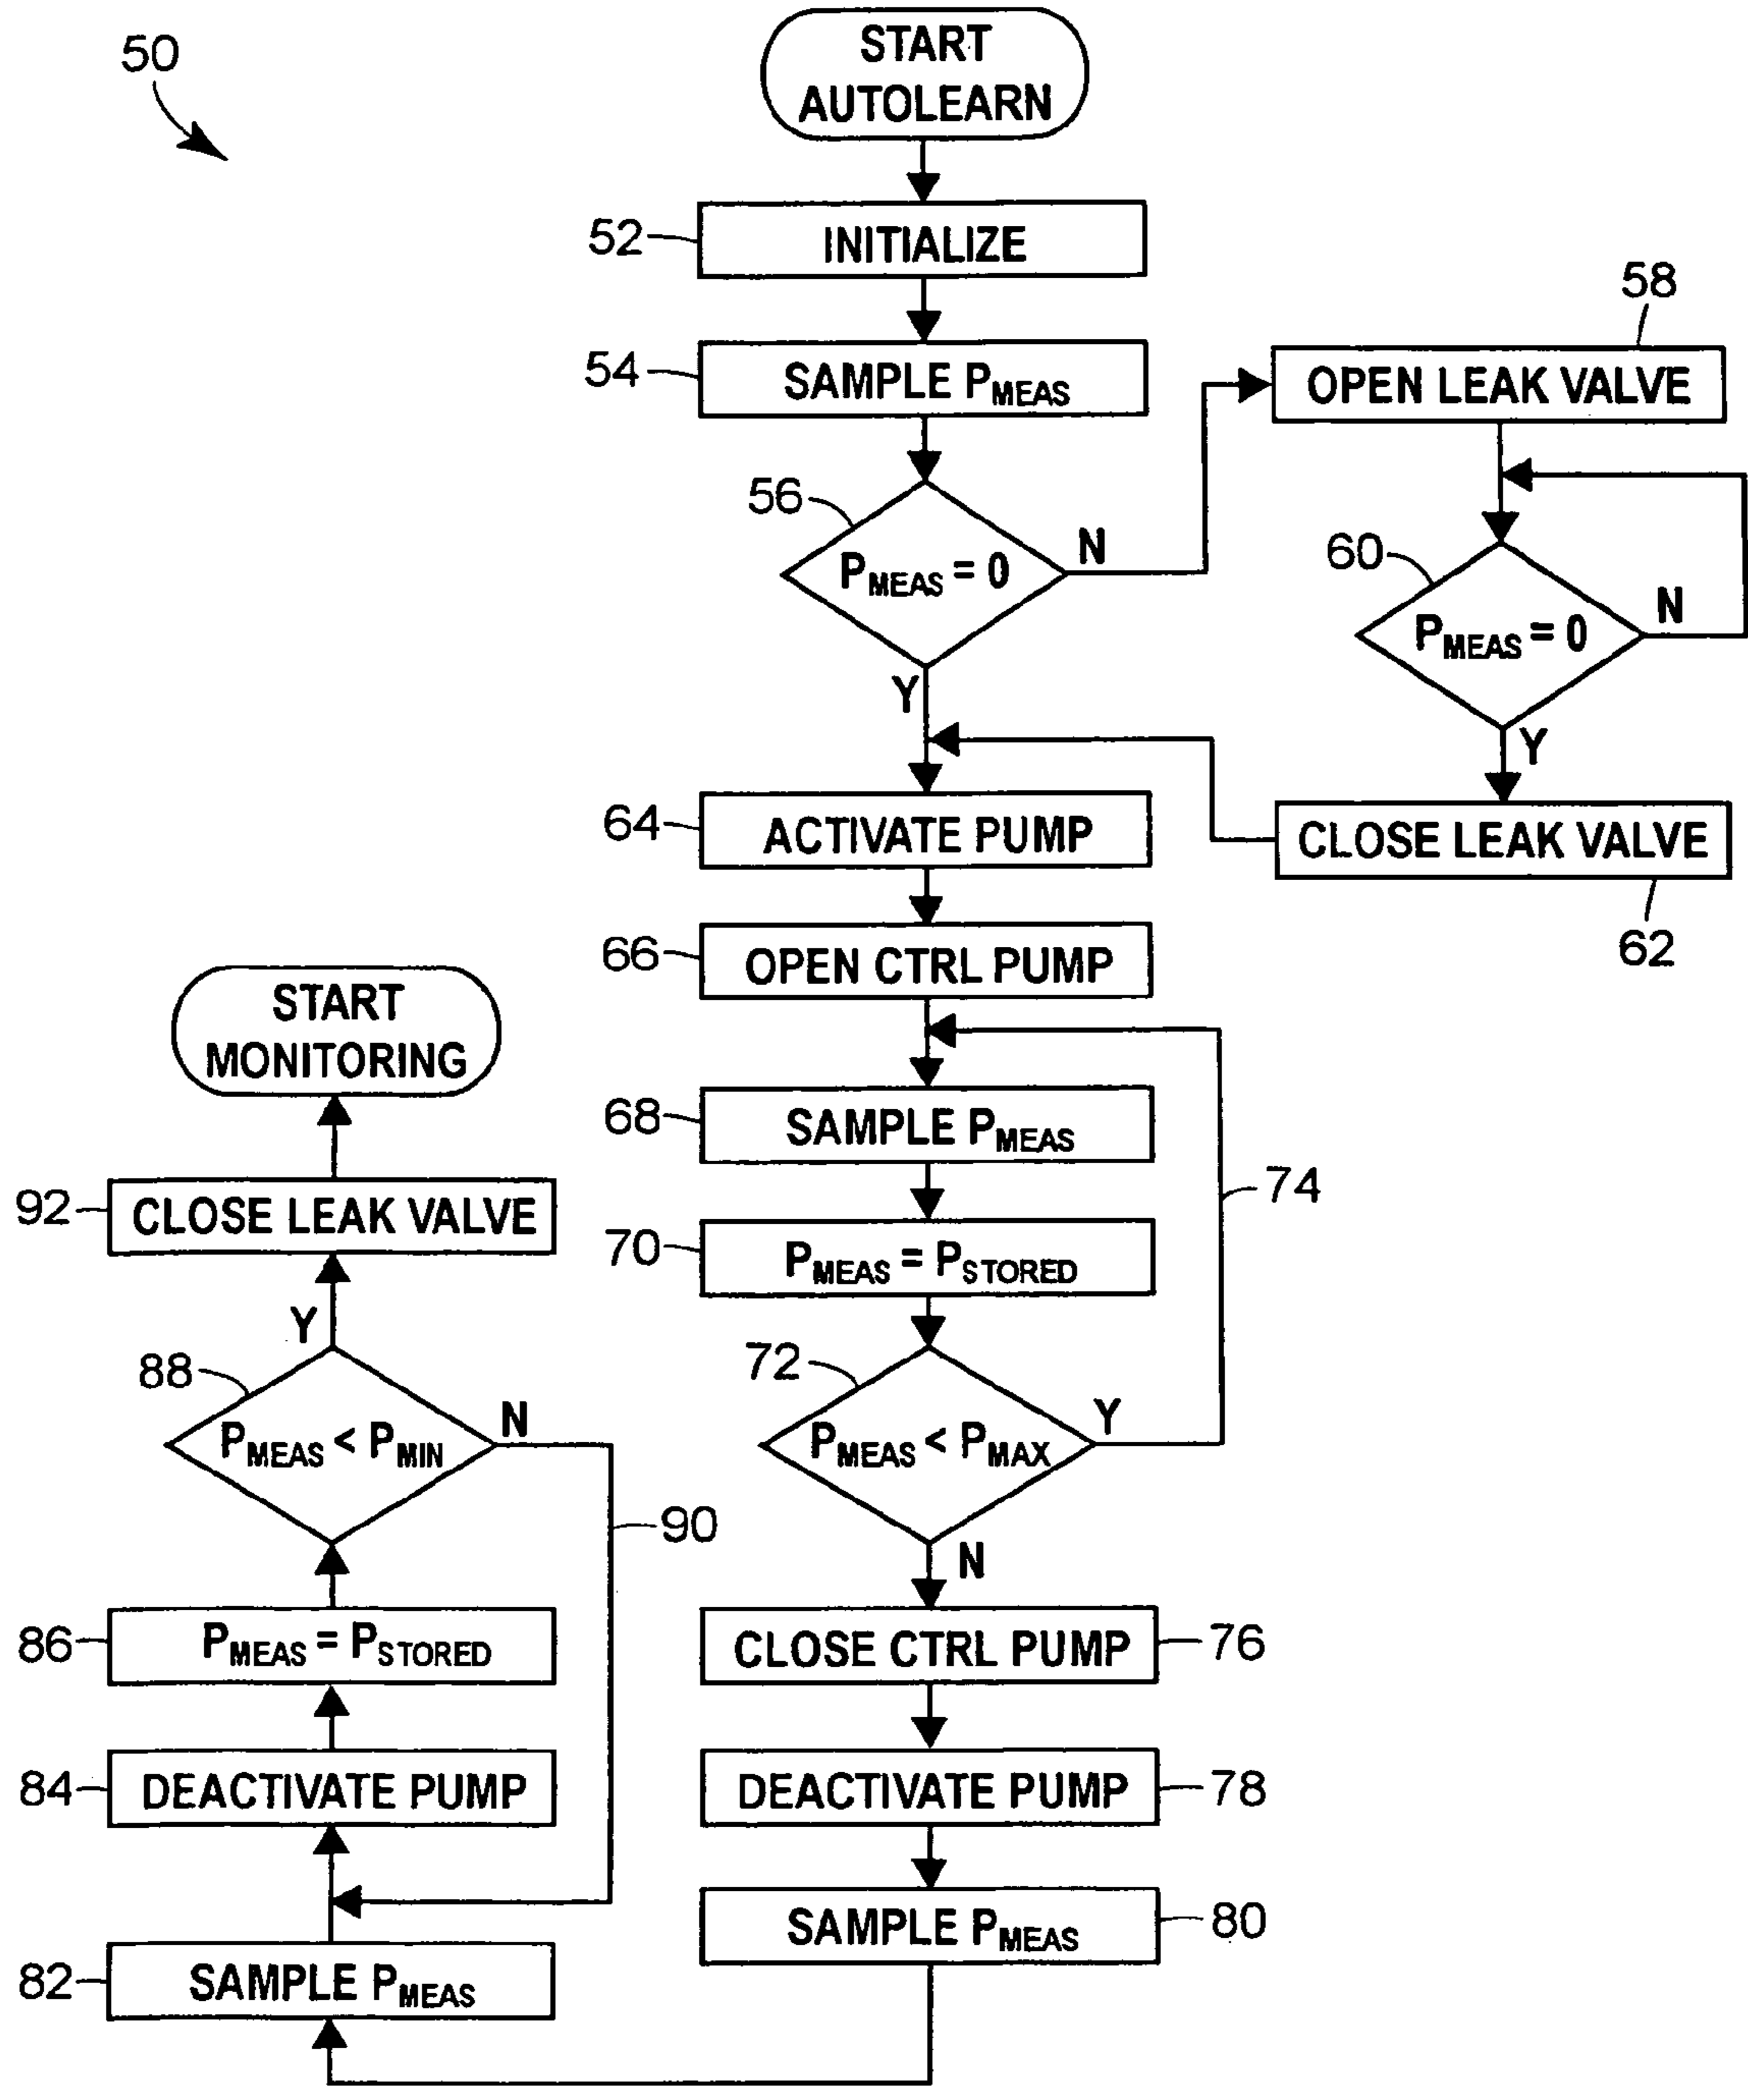 50
START
AUTOLEARN
52
INITIALIZE
54
SAMPLE PMEAS
56
PMEAS = 0
N
Y
58
OPEN LEAK VALVE
60
PMEAS = 0
N
Y
CLOSE LEAK VALVE
62
64
ACTIVATE PUMP
66
OPEN CTRL PUMP
68
SAMPLE PMEAS
70
PMEAS = PSTORED
72
PMEAS < PMAX
Y
74
N
CLOSE CTRL PUMP
76
DEACTIVATE PUMP
78
SAMPLE PMEAS
80
82
SAMPLE PMEAS
84
DEACTIVATE PUMP
86
PMEAS = PSTORED
88
PMEAS < PMIN
N
90
Y
92
CLOSE LEAK VALVE
START
MONITORING